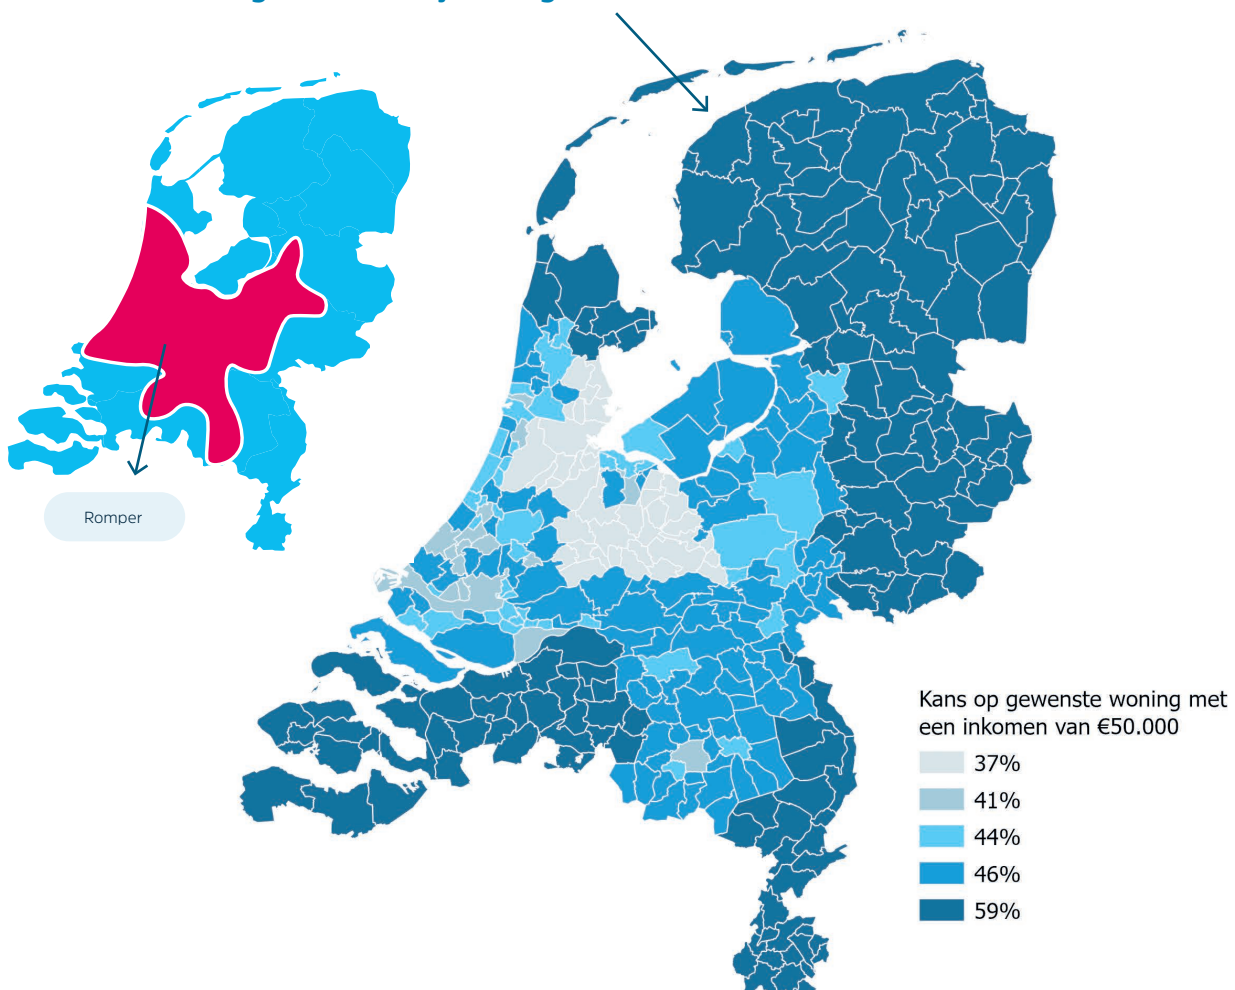 Romper
Kans op gewenste woning met
een inkomen van €50.000
37%
41%
44%
46%
59%